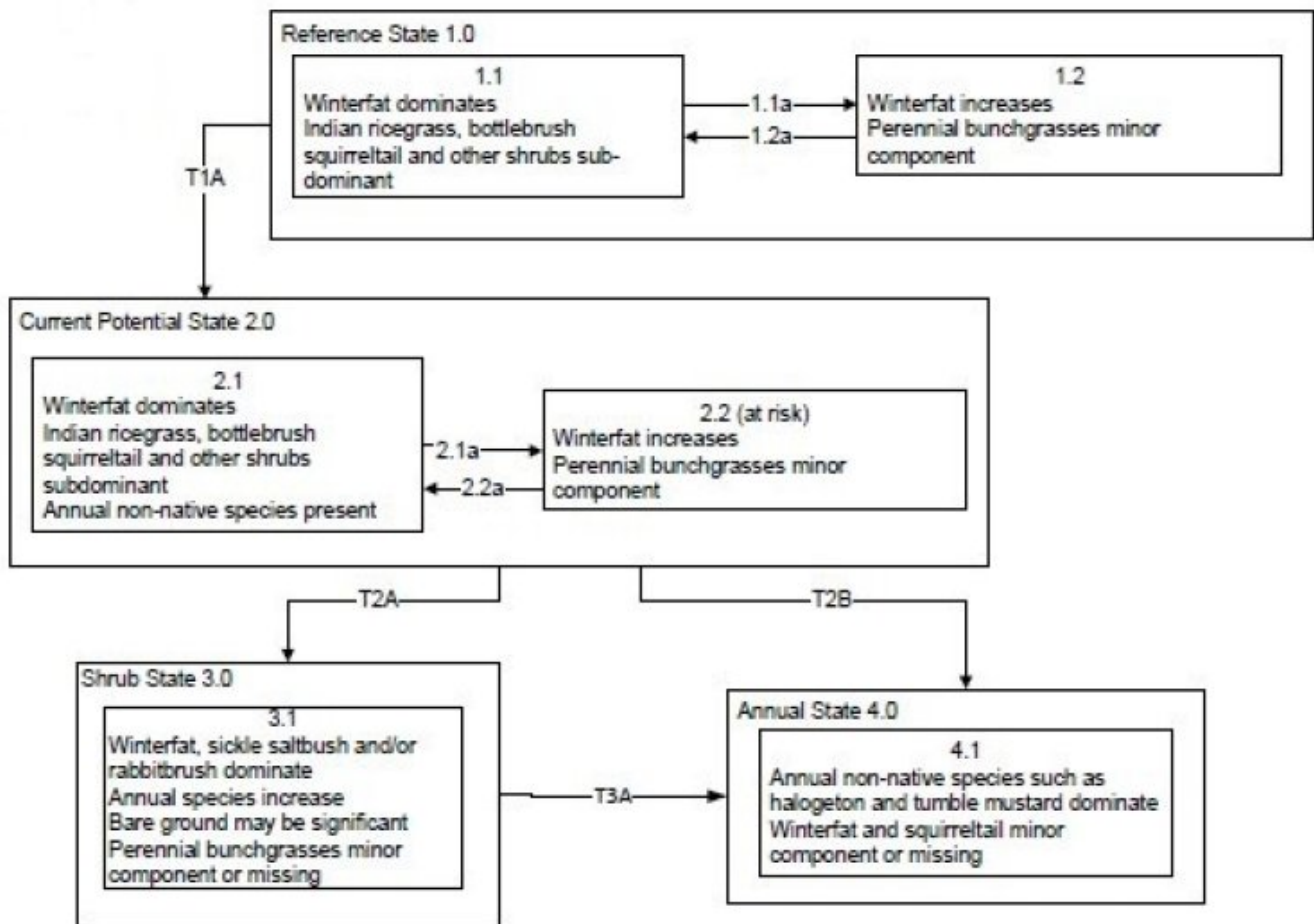 Reference State 1.0
1.1
Winterfat dominates
Indian ricegrass, bottlebrush
squirreltail and other shrubs sub-
dominant
1.1a
1.2a
1.2
Winterfat increases
Perennial bunchgrasses minor
component
T1A
Current Potential State 2.0
2.1
Winterfat dominates
Indian ricegrass, bottlebrush
squirreltail and other shrubs
subdominant
Annual non-native species present
2.1a
2.2a
2.2 (at risk)
Winterfat increases
Perennial bunchgrasses minor
component
T2A
T2B
Shrub State 3.0
3.1
Winterfat, sickle saltbush and/or
rabbitbrush dominate
Annual species increase
Bare ground may be significant
Perennial bunchgrasses minor
component or missing
T3A
Annual State 4.0
4.1
Annual non-native species such as
halogeton and tumble mustard dominate
Winterfat and squirreltail minor
component or missing